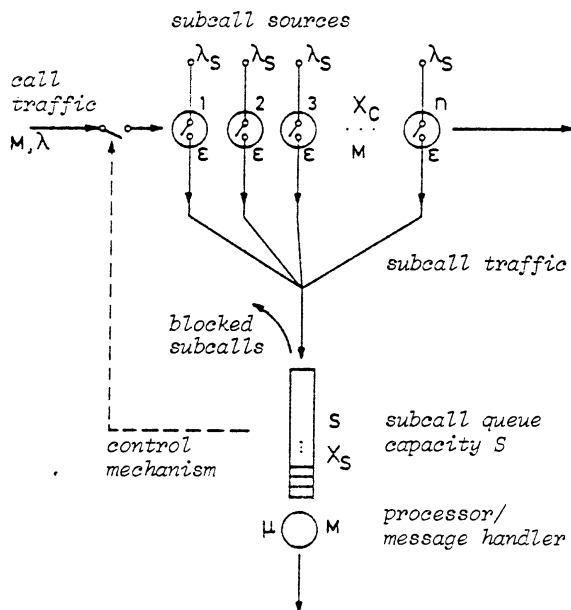 subcall sources
λS λS λS λS
call
traffic
M,λ
1 2 3 XC n
... M
ε ε ε ε
subcall traffic
blocked
subcalls
S
⋮
XS
subcall queue
capacity S
control
mechanism
μ M
processor/
message handler